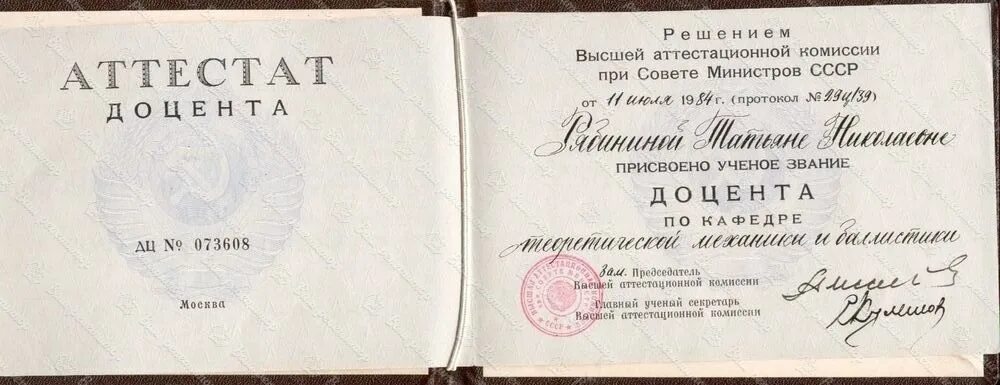 АТТЕСТАТ
ДОЦЕНТА
ДЦ № 073608
Москва
Решением
Высшей аттестационной комиссии
при Совете Министров СССР
от 11 июля 1984 г. (протокол № 29ц/39)
Рябининой Татьяне Николаевне
ПРИСВОЕНО УЧЕНОЕ ЗВАНИЕ
ДОЦЕНТА
ПО КАФЕДРЕ
теоретической механики и баллистики
Зам. Председатель
Высшей аттестационной комиссии
Главный ученый секретарь
Высшей аттестационной комиссии